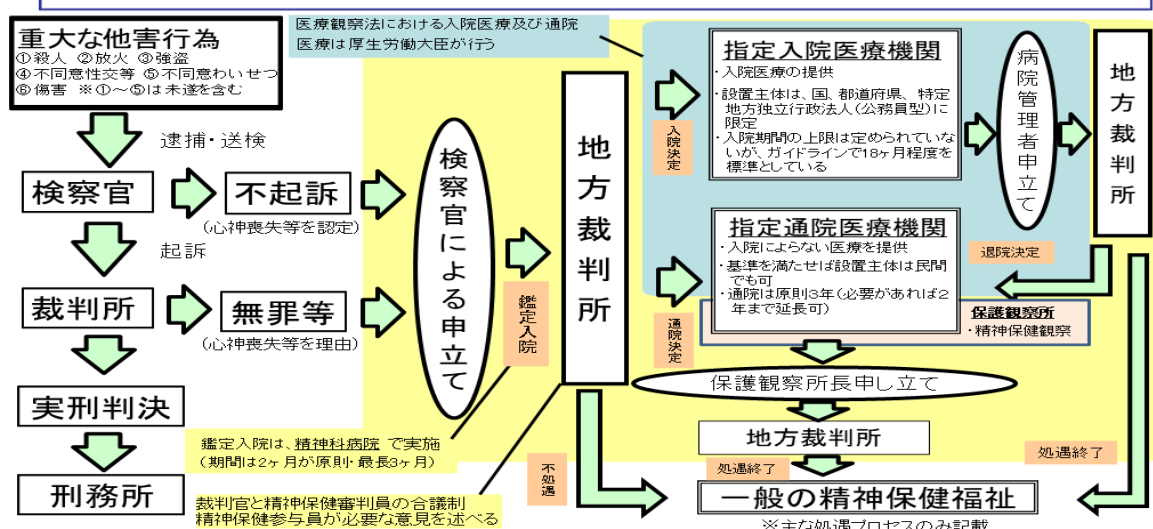 重大な他害行為
①殺人 ②放火 ③強盗
④不同意性交等 ⑤不同意わいせつ
⑥傷害 ※①～⑤は未遂を含む
逮捕・送検
検察官
不起訴
(心神喪失等を認定)
起訴
裁判所
無罪等
(心神喪失等を理由)
実刑判決
刑務所
検察官による申立て
鑑定入院
鑑定入院は、精神科病院 で実施
(期間は2ヶ月が原則・最長3ヶ月)
裁判官と精神保健審判員の合議制
精神保健参与員が必要な意見を述べる
医療観察法における入院医療及び通院
医療は厚生労働大臣が行う
地方裁判所
入院決定
指定入院医療機関
・入院医療の提供
・設置主体は、国、都道府県、特定
地方独立行政法人(公務員型)に
限定
・入院期間の上限は定められていな
いが、ガイドラインで18ヶ月程度を
標準としている
病院管理者申立て
地方裁判所
通院決定
指定通院医療機関
・入院によらない医療を提供
・基準を満たせば設置主体は民間
でも可
・通院は原則3年(必要があれば2
年まで延長可)
退院決定
保護観察所
・精神保健観察
保護観察所長申し立て
地方裁判所
処遇終了
処遇終了
不処遇
一般の精神保健福祉
※主な処遇プロセスのみ記載